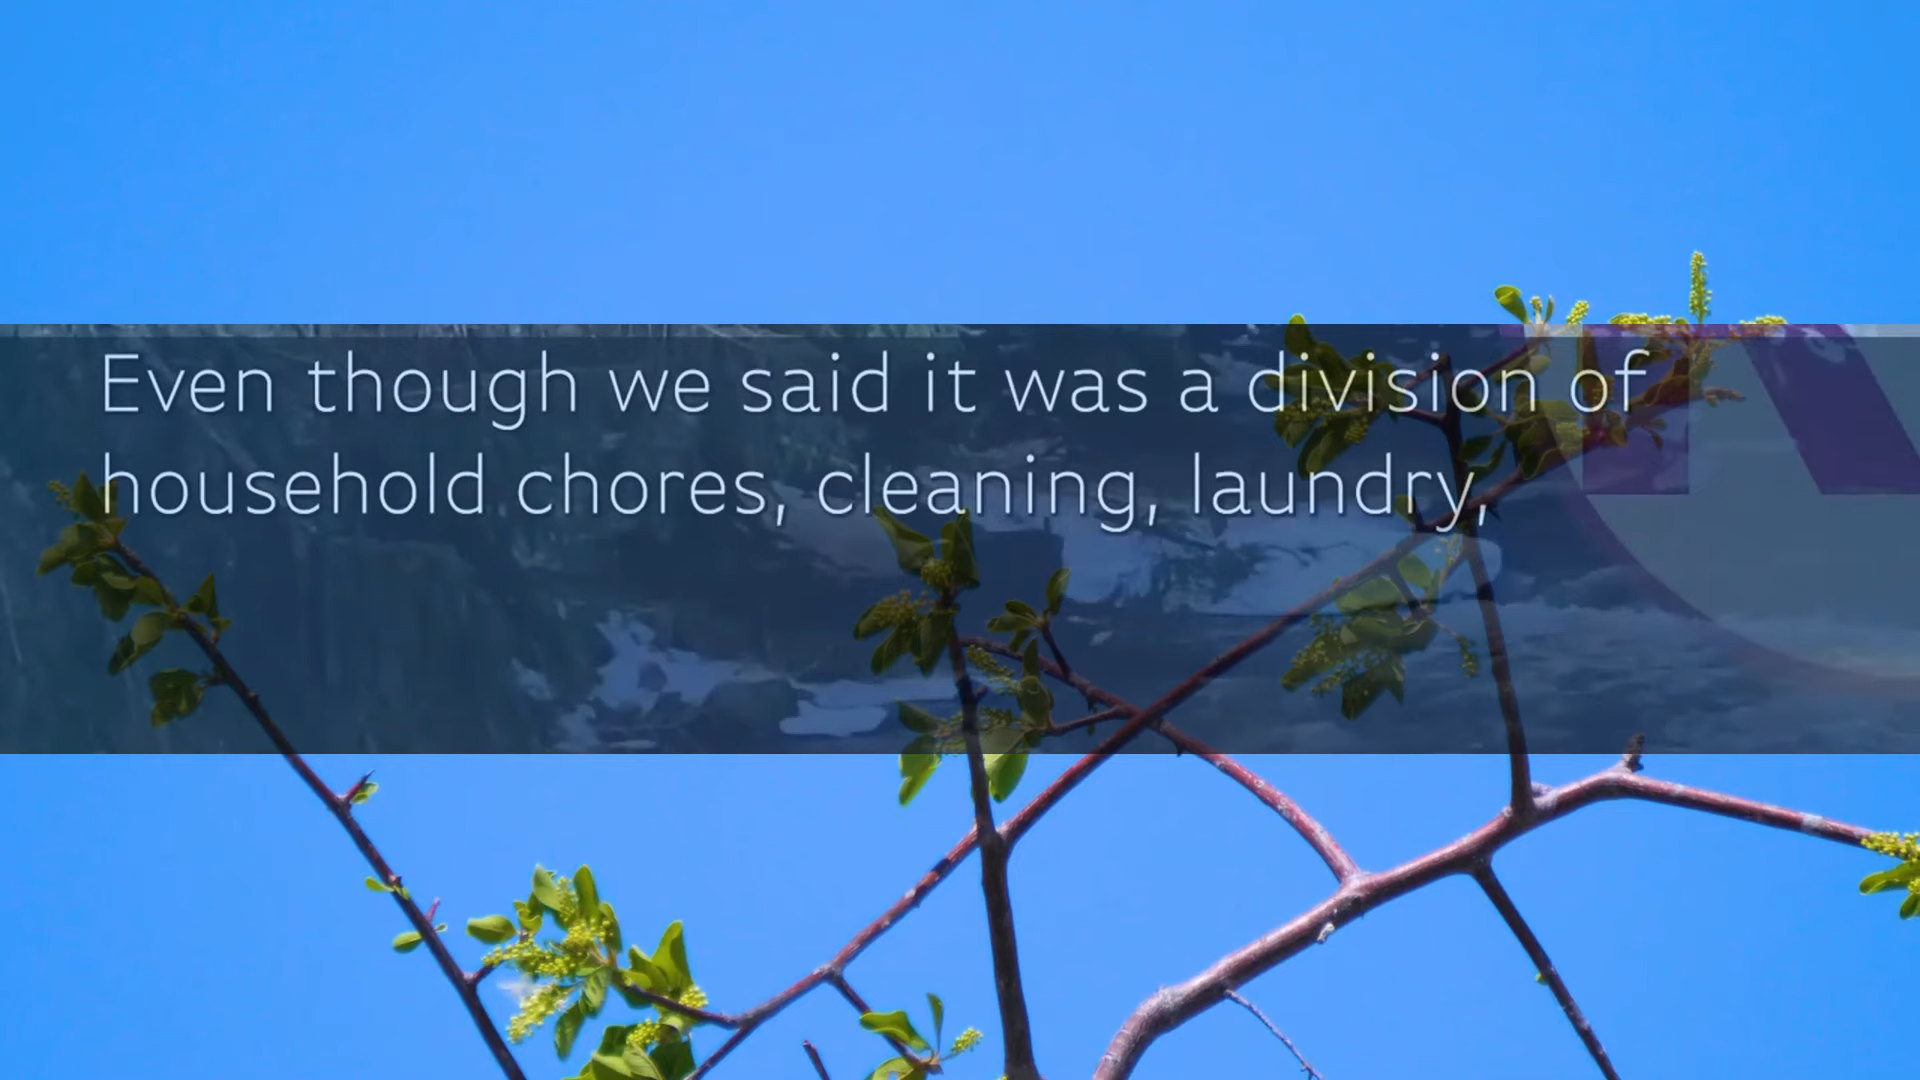 Even though we said it was a division of
household chores, cleaning, laundry,